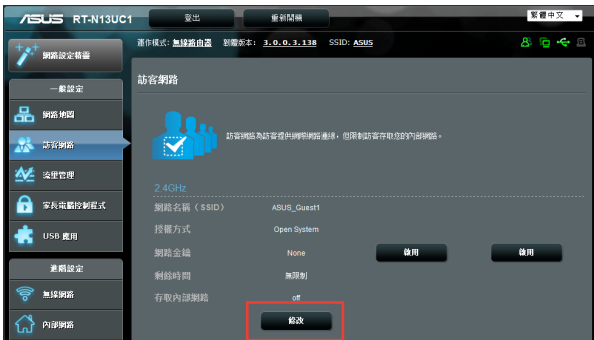 ASUS RT-N13UC1 登出 重新開機 繁體中文
運作模式: 無線路由器 韌體版本: 3.0.0.3.138 SSID: ASUS
網路設定精靈
一般設定
網路地圖
訪客網路
流量管理
家長電腦控制程式
USB 應用
進階設定
無線網路
內部網路
訪客網路
訪客網路為訪客提供網際網路連線，但限制訪客存取您的內部網路。
2.4GHz
網路名稱（SSID） ASUS_Guest1
授權方式 Open System
網路金鑰 None 啟用 啟用
剩餘時間 無限制
存取內部網路 off
修改